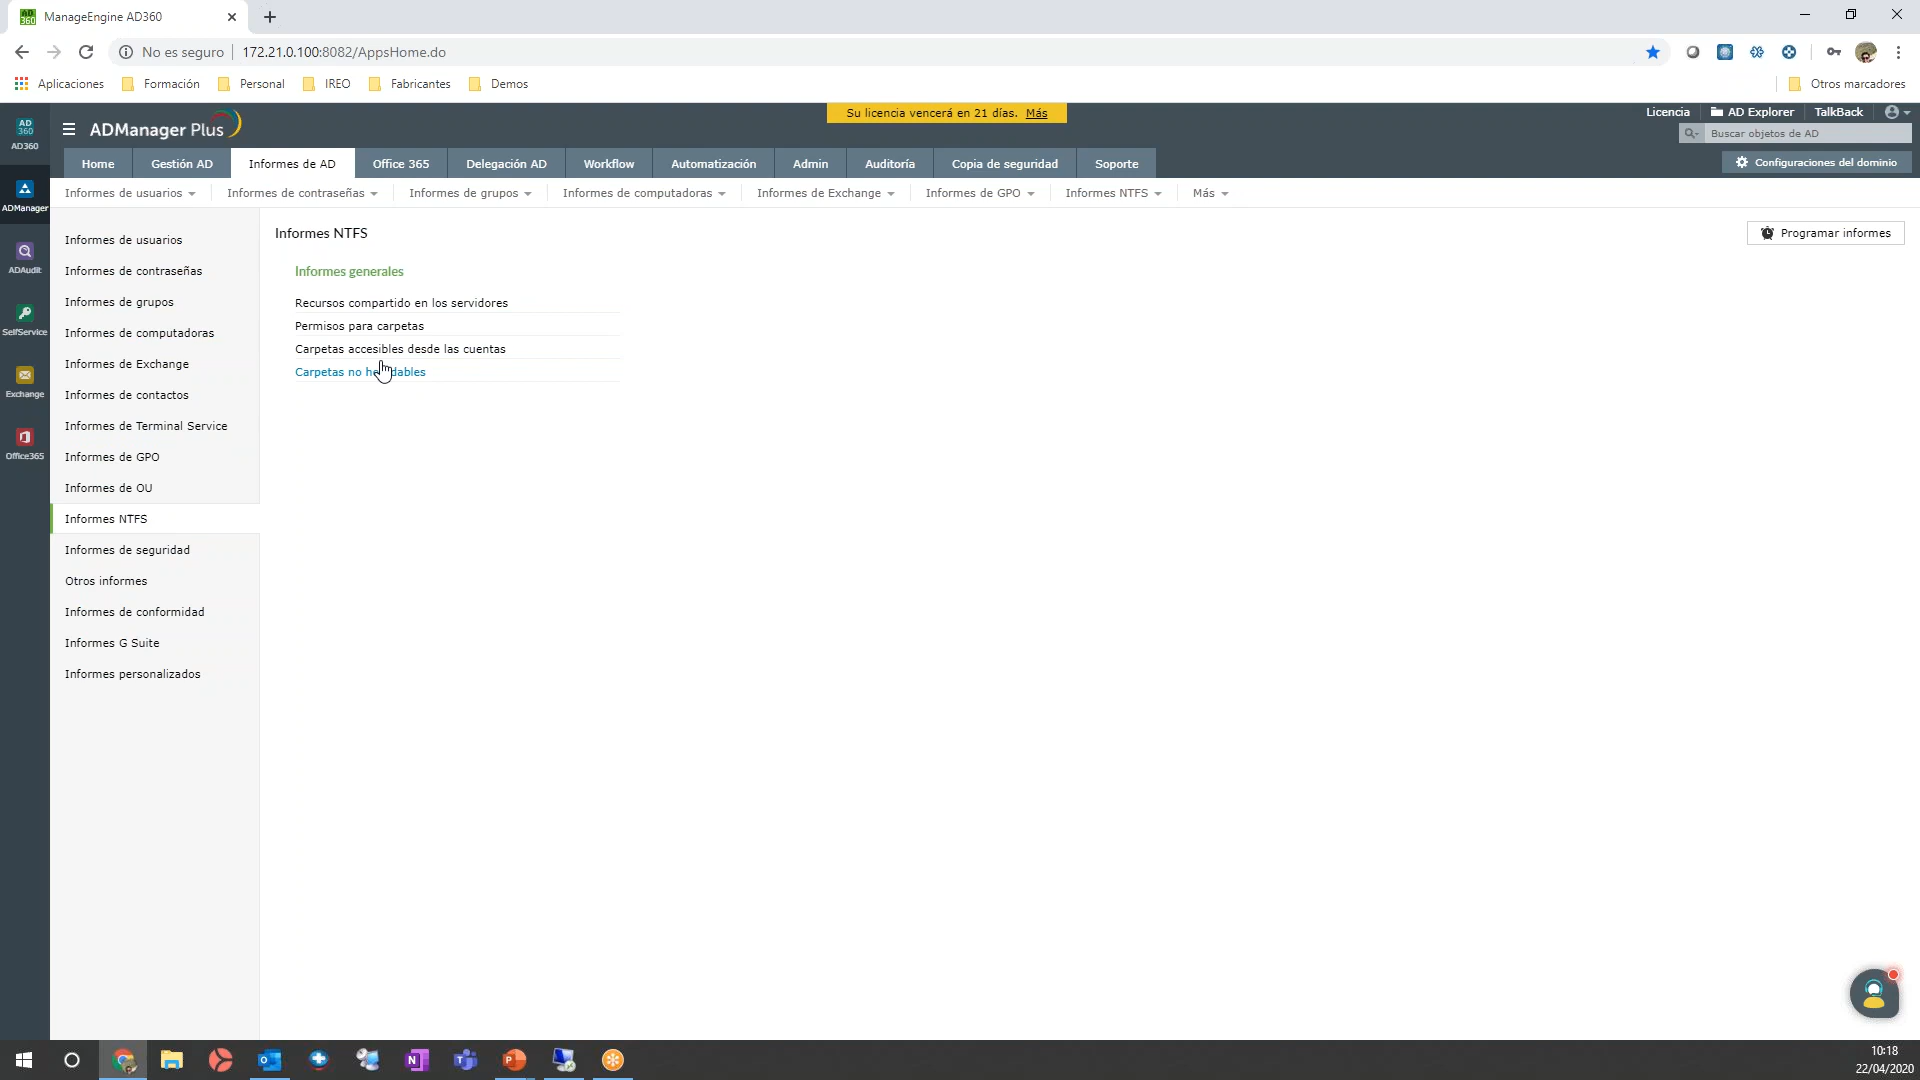 ManageEngine AD360
No es seguro
172.21.0.100:8082/AppsHome.do
Aplicaciones
Formación
Personal
IREO
Fabricantes
Demos
Otros marcadores
AD360
ADManager Plus
Su licencia vencerá en 21 días. Más
Licencia
AD Explorer
TalkBack
Buscar objetos de AD
Home
Gestión AD
Informes de AD
Office 365
Delegación AD
Workflow
Automatización
Admin
Auditoría
Copia de seguridad
Soporte
Configuraciones del dominio
ADManager
ADAudit
SelfService
Exchange
Office365
Informes de usuarios
Informes de contraseñas
Informes de grupos
Informes de computadoras
Informes de Exchange
Informes de GPO
Informes NTFS
Más
Informes de usuarios
Informes de contraseñas
Informes de grupos
Informes de computadoras
Informes de Exchange
Informes de contactos
Informes de Terminal Service
Informes de GPO
Informes de OU
Informes NTFS
Informes de seguridad
Otros informes
Informes de conformidad
Informes G Suite
Informes personalizados
Informes NTFS
Programar informes
Informes generales
Recursos compartido en los servidores
Permisos para carpetas
Carpetas accesibles desde las cuentas
Carpetas no
10:18
22/04/2020